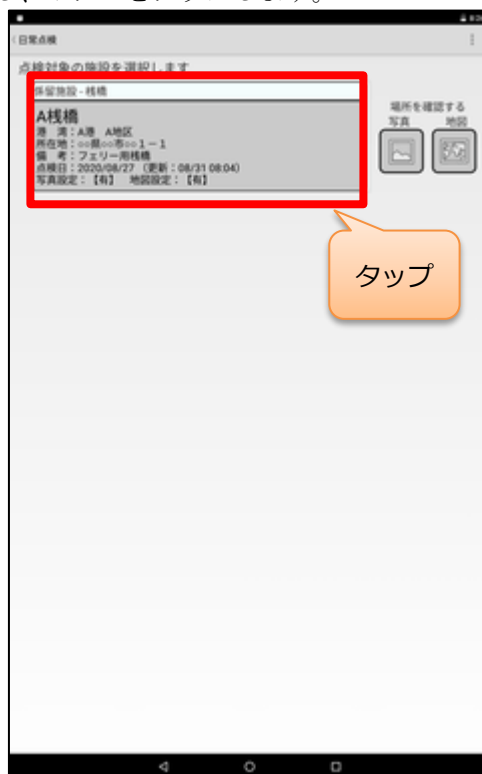 日常点検
点検対象の施設を選択します
係留施設 - 桟橋
A桟橋
港　湾：A港　A地区
所在地：○○県○○市○○１－１
備　考：フェリー用桟橋
点検日：2020/08/27 （更新：08/31 08:04）
写真設定：【有】　地図設定：【有】
場所を確認する
写真　地図
タップ